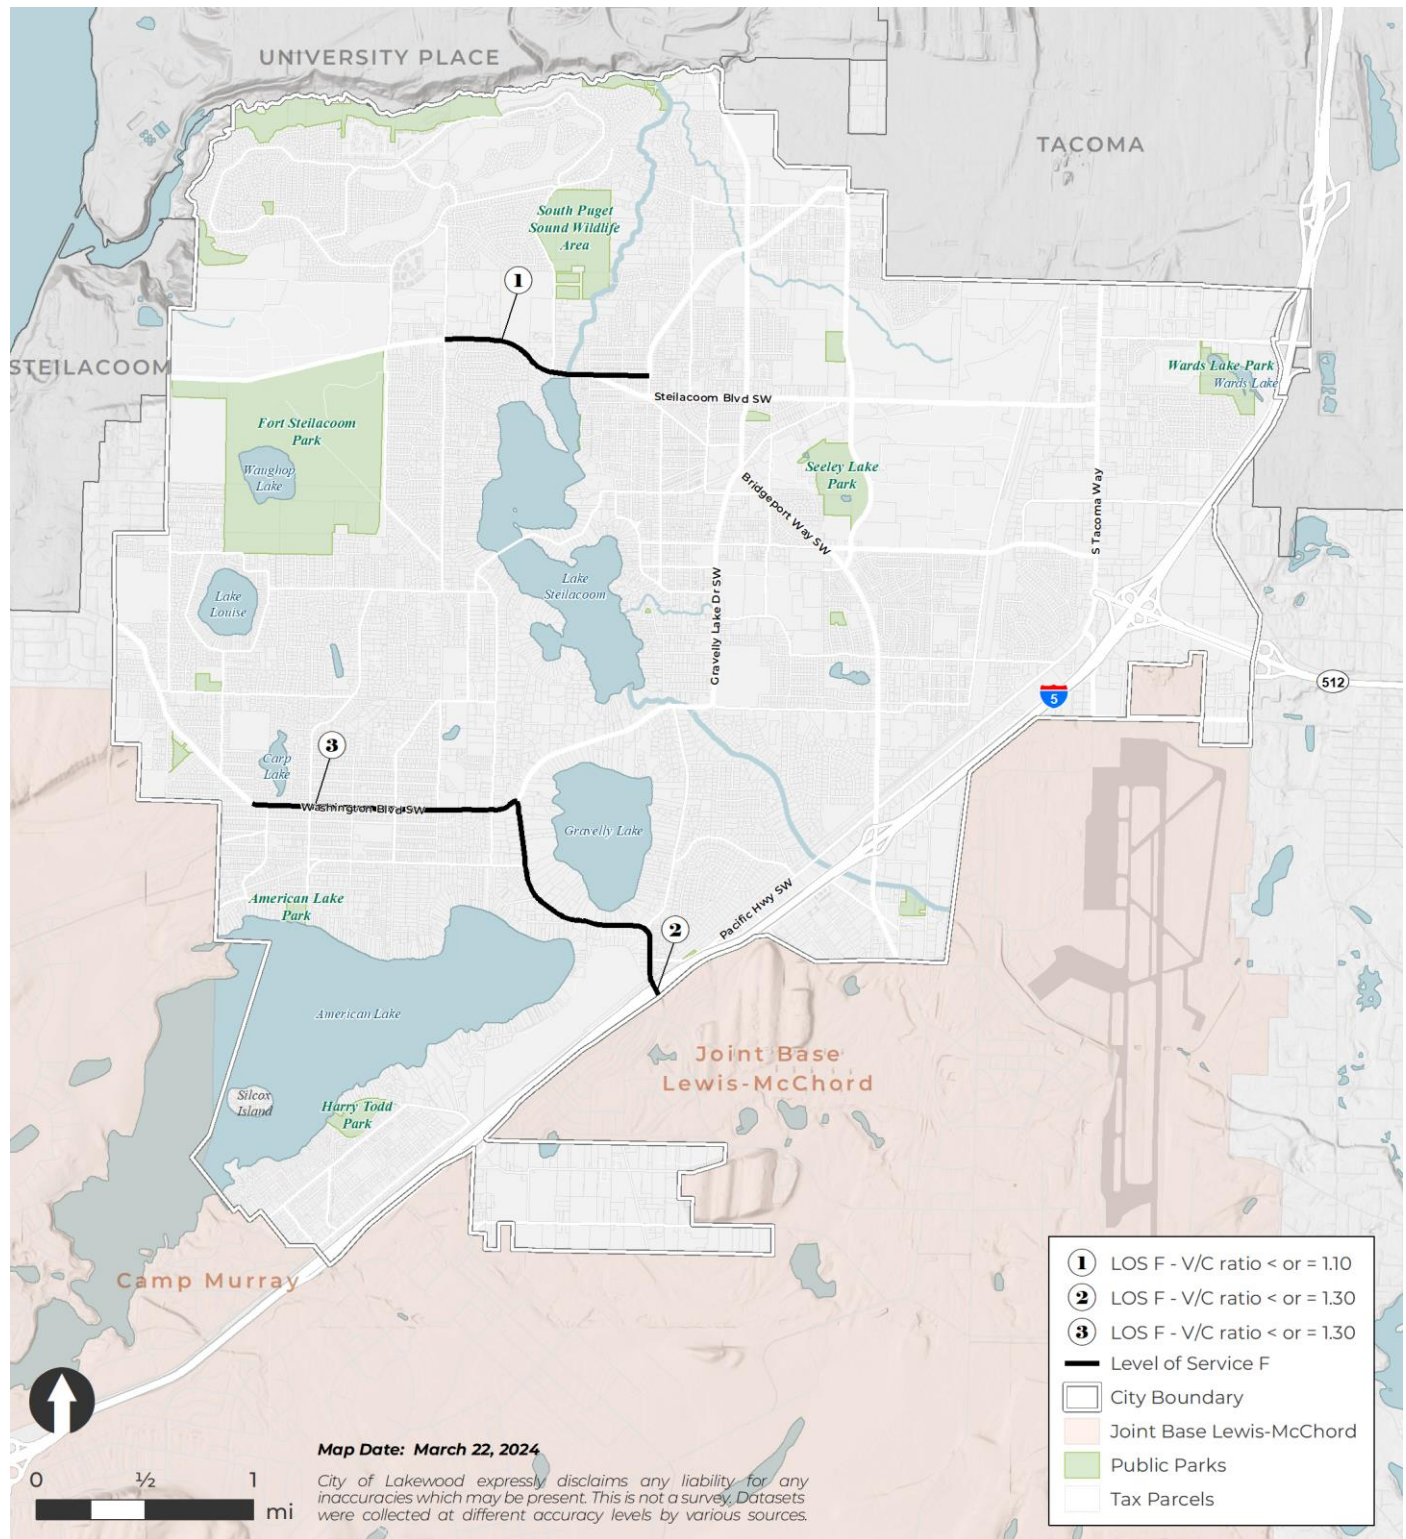 UNIVERSITY PLACE
TACOMA
South Puget
Sound Wildlife
Area
1
STEILACOOM
Wards Lake Park
Wards Lake
Steilacoom Blvd SW
Fort Steilacoom
Park
Waughop
Lake
Seeley Lake
Park
Bridgeport Way SW
S Tacoma Way
Lake
Steilacoom
Lake
Louise
Gravelly Lake Dr SW
512
5
3
Carp
Lake
Washington Blvd SW
Gravelly Lake
American Lake
Park
Pacific Hwy SW
2
American Lake
Joint Base
Lewis-McChord
Silcox
Island
Harry Todd
Park
Camp Murray
1 LOS F - V/C ratio < or = 1.10
2 LOS F - V/C ratio < or = 1.30
3 LOS F - V/C ratio < or = 1.30
Level of Service F
City Boundary
Joint Base Lewis-McChord
Public Parks
Tax Parcels
0 ½ 1
mi
Map Date: March 22, 2024
City of Lakewood expressly disclaims any liability for any
inaccuracies which may be present. This is not a survey. Datasets
were collected at different accuracy levels by various sources.